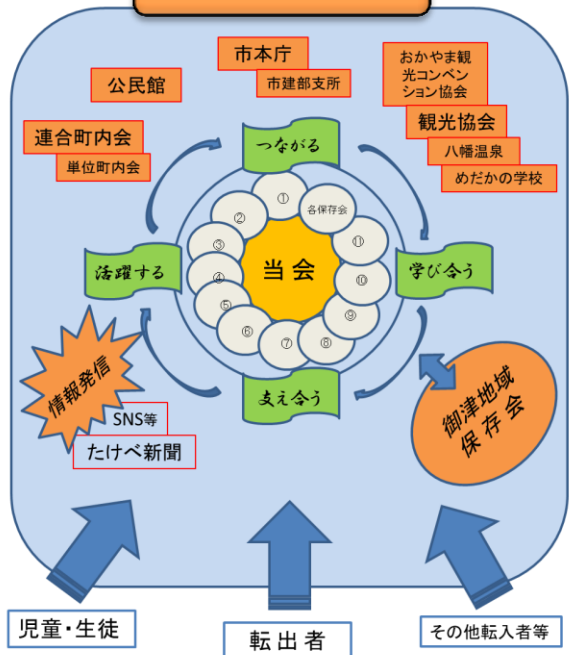 市本庁
市建部支所
公民館
おかやま観
光コンベン
ション協会
観光協会
八幡温泉
めだかの学校
連合町内会
単位町内会
つながる
①
各保存会
②
⑪
③
活躍する
④
当会
⑩
学び合う
⑤
⑨
⑥
⑦
⑧
支え合う
情報発信
SNS等
たけべ新聞
御津地域
保存会
児童・生徒
転出者
その他転入者等